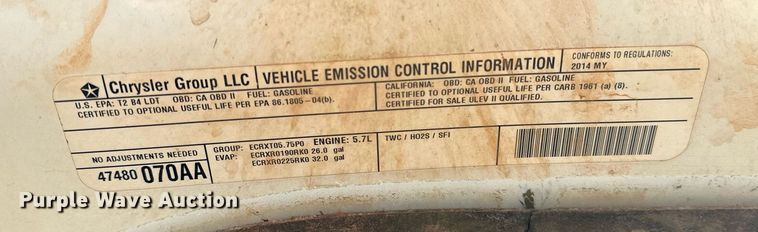 Chrysler Group LLC
VEHICLE EMISSION CONTROL INFORMATION
CONFORMS TO REGULATIONS:
2014 MY
U.S. EPA: T2 B4 LDT OBD: CA OBD II FUEL: GASOLINE
CERTIFIED TO OPTIONAL USEFUL LIFE PER EPA 86.1805-04(b).
CALIFORNIA: OBD: CA OBD II FUEL: GASOLINE
CERTIFIED TO OPTIONAL USEFUL LIFE PER CARB 1961 (a) (8).
CERTIFIED FOR SALE ULEV II QUALIFIED.
NO ADJUSTMENTS NEEDED
47480 070AA
GROUP: ECRXT05.75P0 ENGINE: 5.7L
EVAP: ECRXR0190RK0 26.0 gal
ECRXR0225RK0 32.0 gal
TWC / HO2S / SFI
Purple Wave Auction